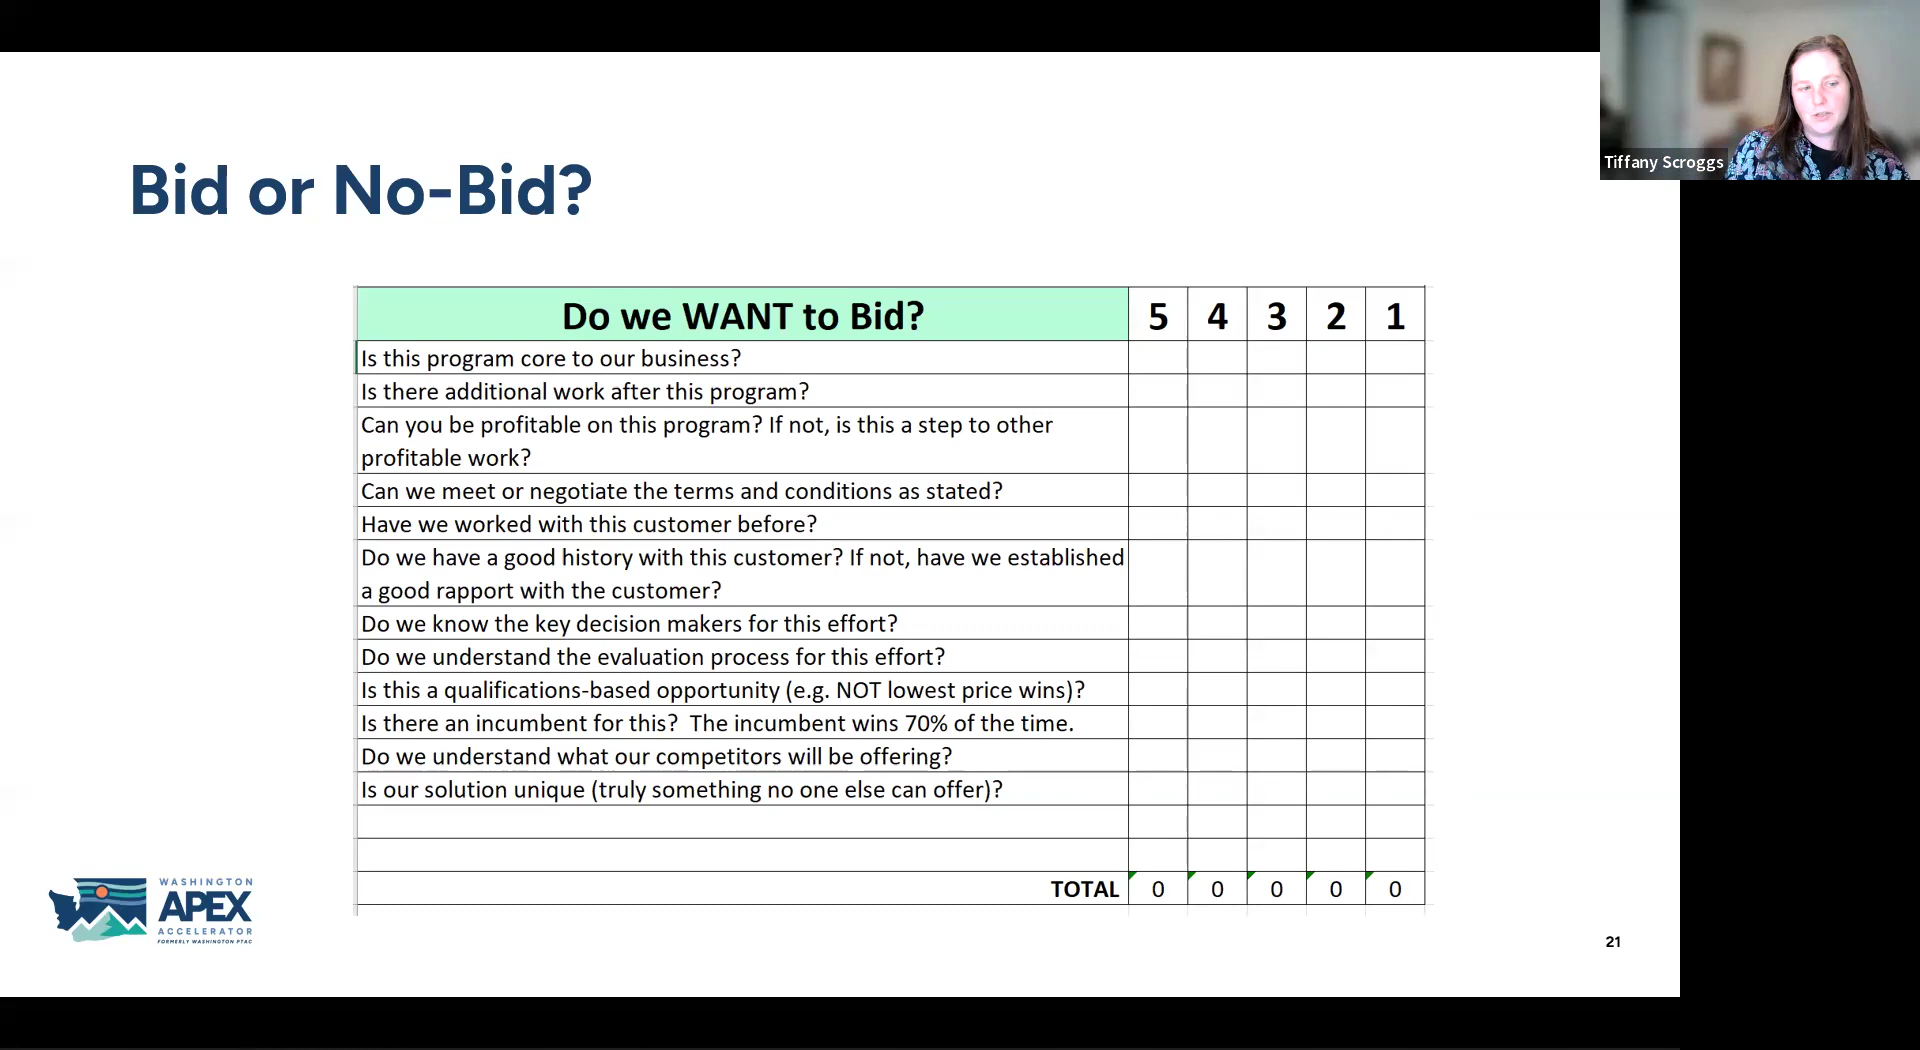 Tiffany Scroggs
Bid or No-Bid?
Do we WANT to Bid? 5 4 3 2 1
Is this program core to our business?
Is there additional work after this program?
Can you be profitable on this program? If not, is this a step to other
profitable work?
Can we meet or negotiate the terms and conditions as stated?
Have we worked with this customer before?
Do we have a good history with this customer? If not, have we established
a good rapport with the customer?
Do we know the key decision makers for this effort?
Do we understand the evaluation process for this effort?
Is this a qualifications-based opportunity (e.g. NOT lowest price wins)?
Is there an incumbent for this?  The incumbent wins 70% of the time.
Do we understand what our competitors will be offering?
Is our solution unique (truly something no one else can offer)?
TOTAL 0 0 0 0 0
WASHINGTON
APEX
ACCELERATOR
FORMERLY WASHINGTON PTAC
21